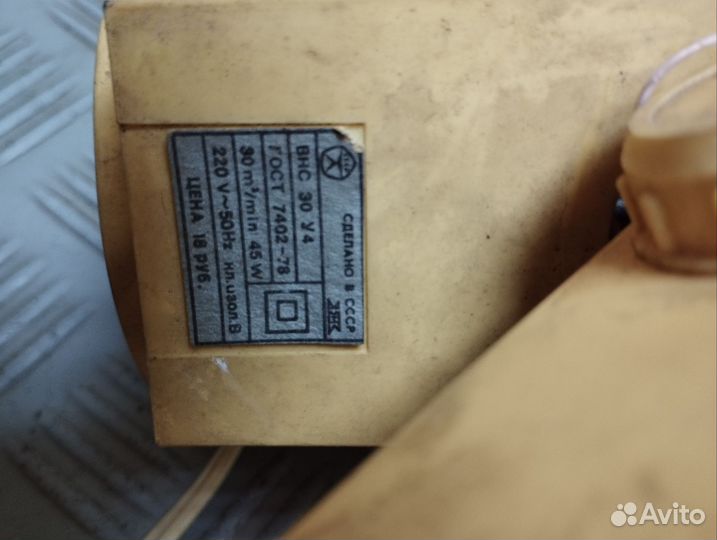 СДЕЛАНО В СССР
ВНС 30 У4
ГОСТ 7402-78
30 m³/min 45 W
220 V~50Hz кл.изол.В
ЦЕНА 18 РУБ.
Avito